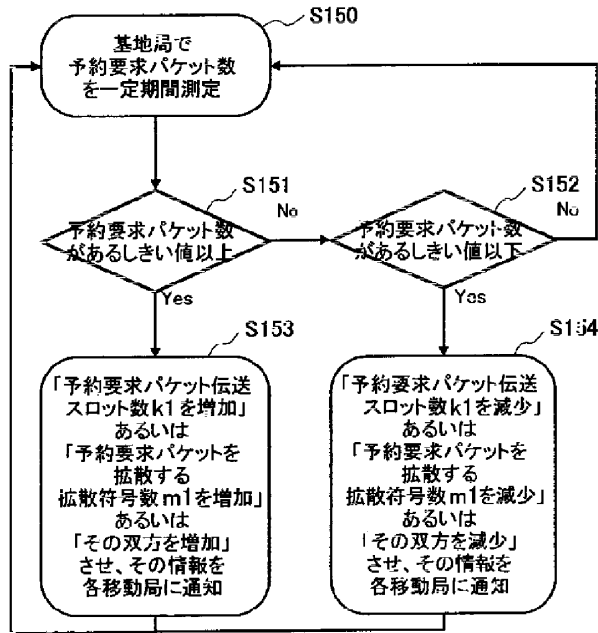 S150
基地局で
予約要求パケット数
を一定期間測定
S151
No
予約要求パケット数
があるしきい値以上
Yes
S152
No
予約要求パケット数
があるしきい値以下
Yes
S153
「予約要求パケット伝送
スロット数k1を増加」
あるいは
「予約要求パケットを
拡散する
拡散符号数m1を増加」
あるいは
「その双方を増加」
させ、その情報を
各移動局に通知
S154
「予約要求パケット伝送
スロット数k1を減少」
あるいは
「予約要求パケットを
拡散する
拡散符号数m1を減少」
あるいは
「その双方を減少」
させ、その情報を
各移動局に通知